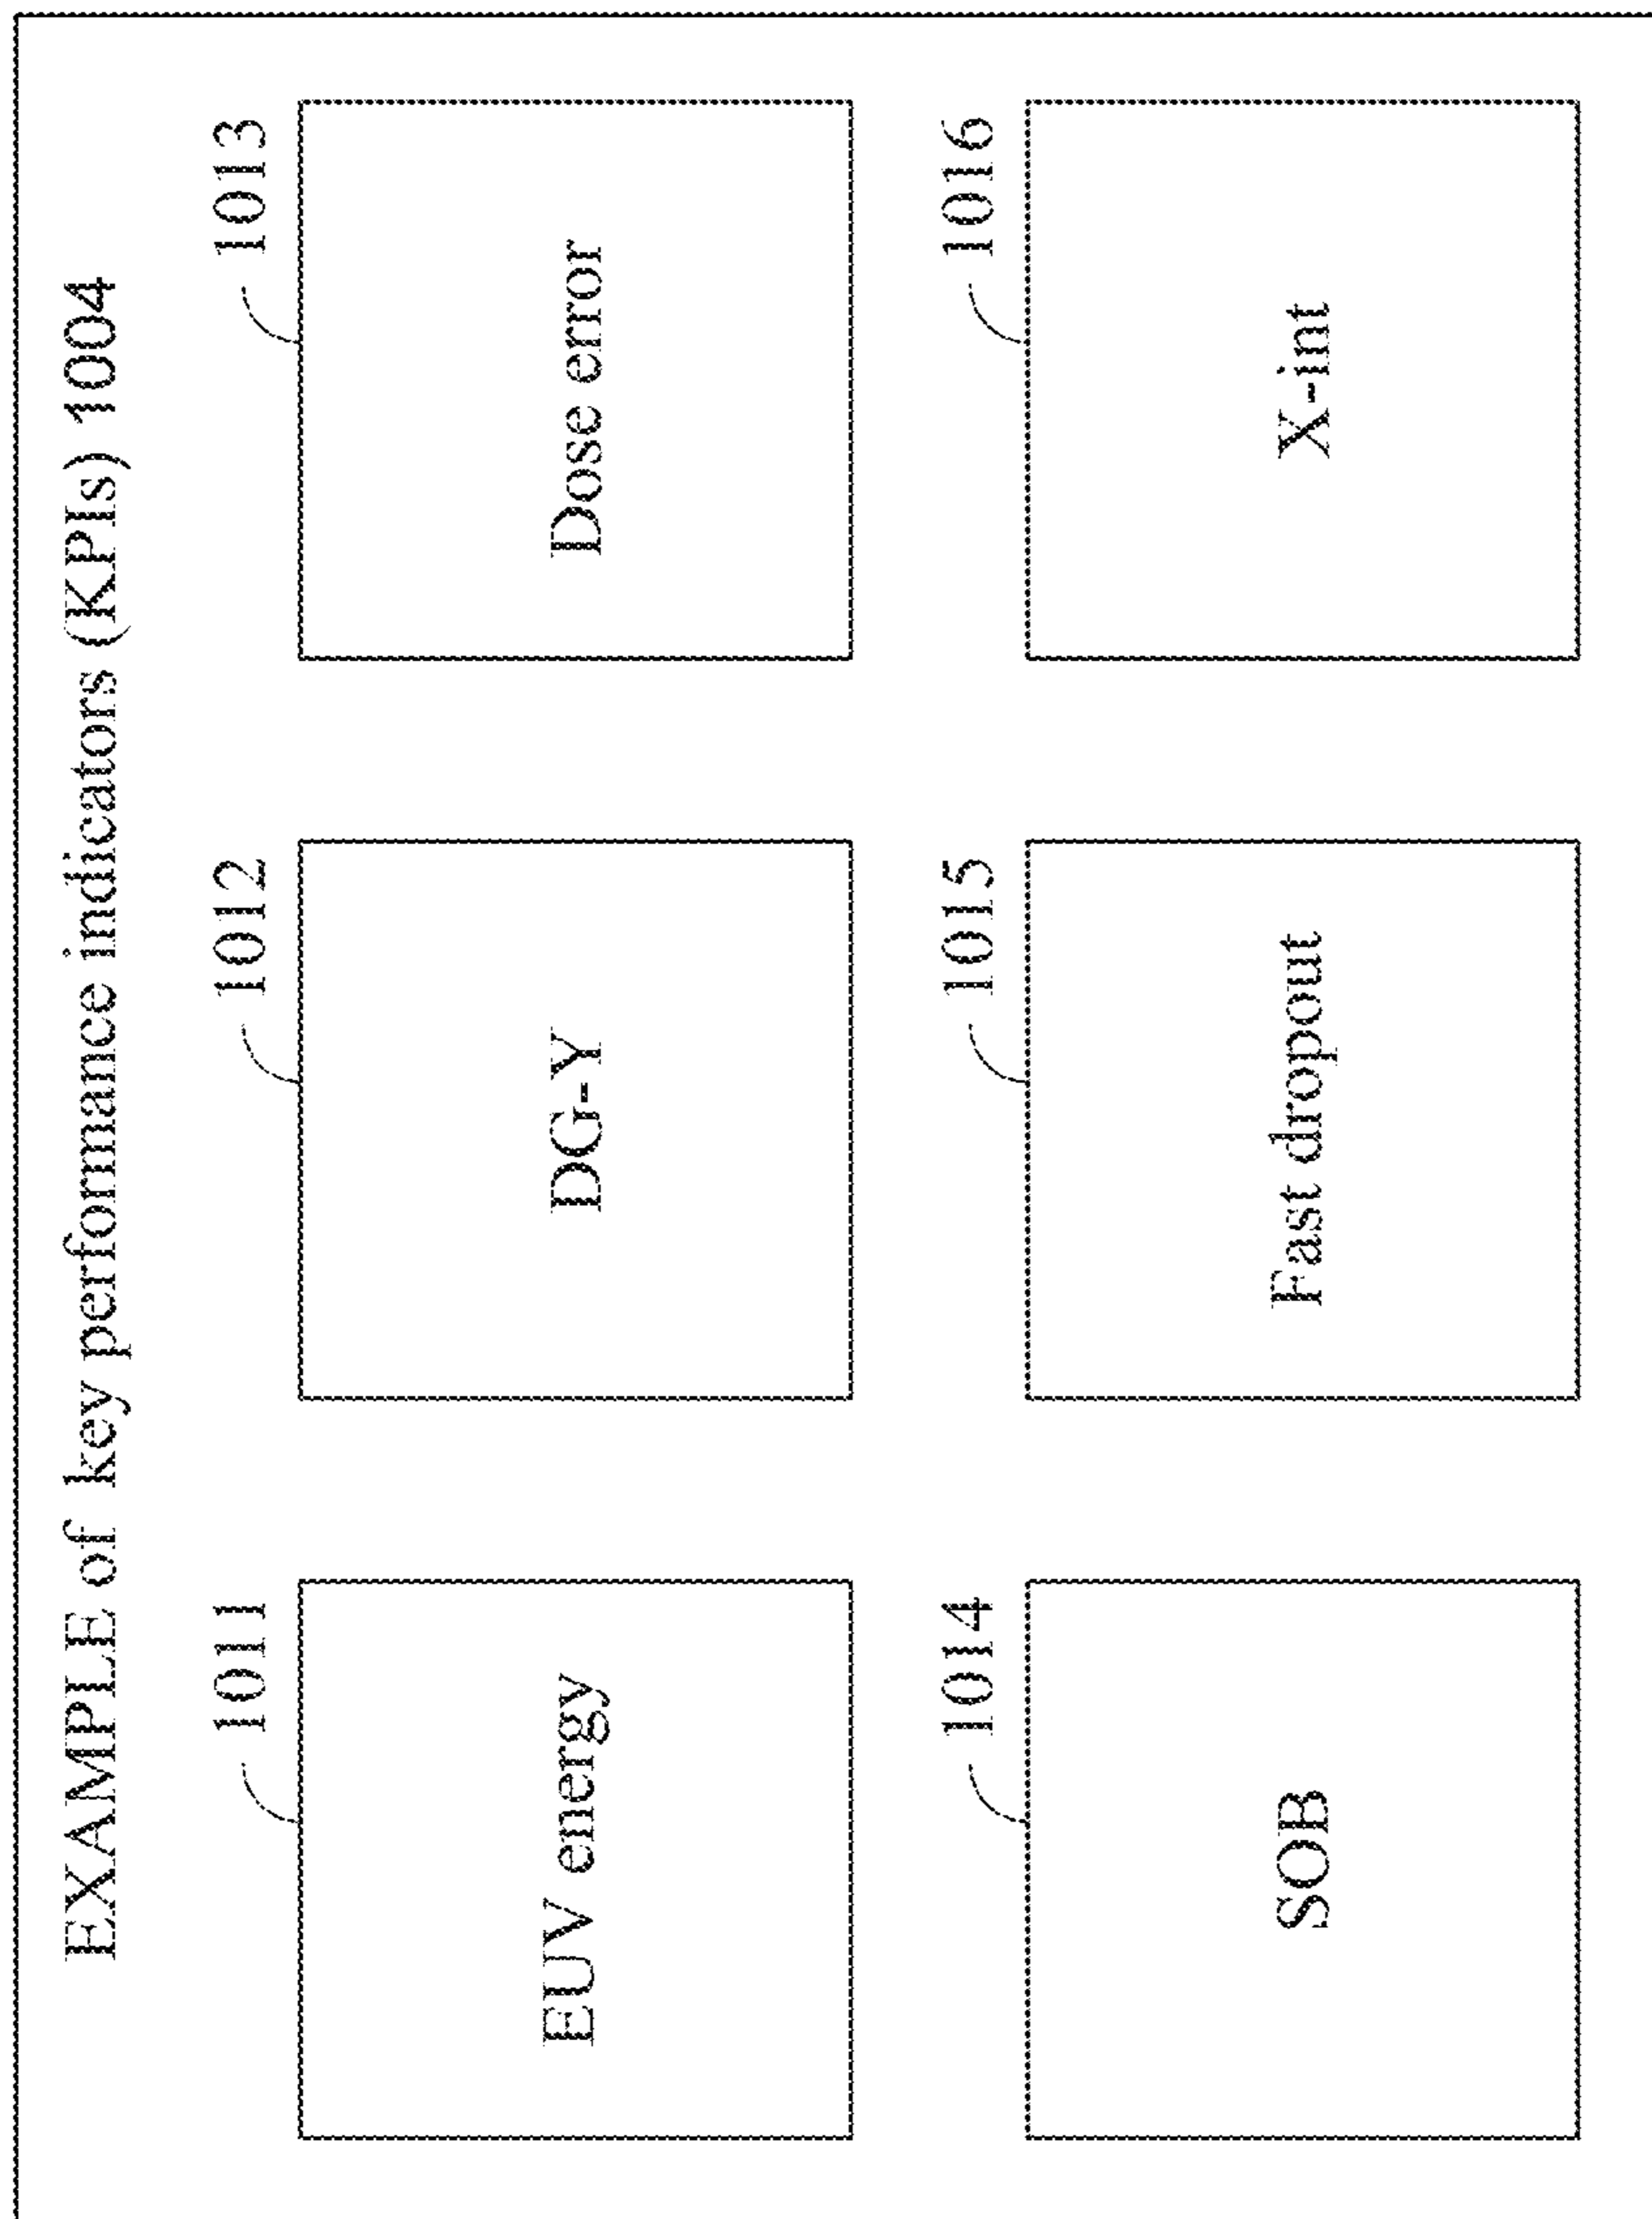 EXAMPLE of key performance indicators (KPIs) 1004
1011
EUV energy
1012
DG-Y
1013
Dose error
1014
SOB
1015
Fast dropout
1016
X-int